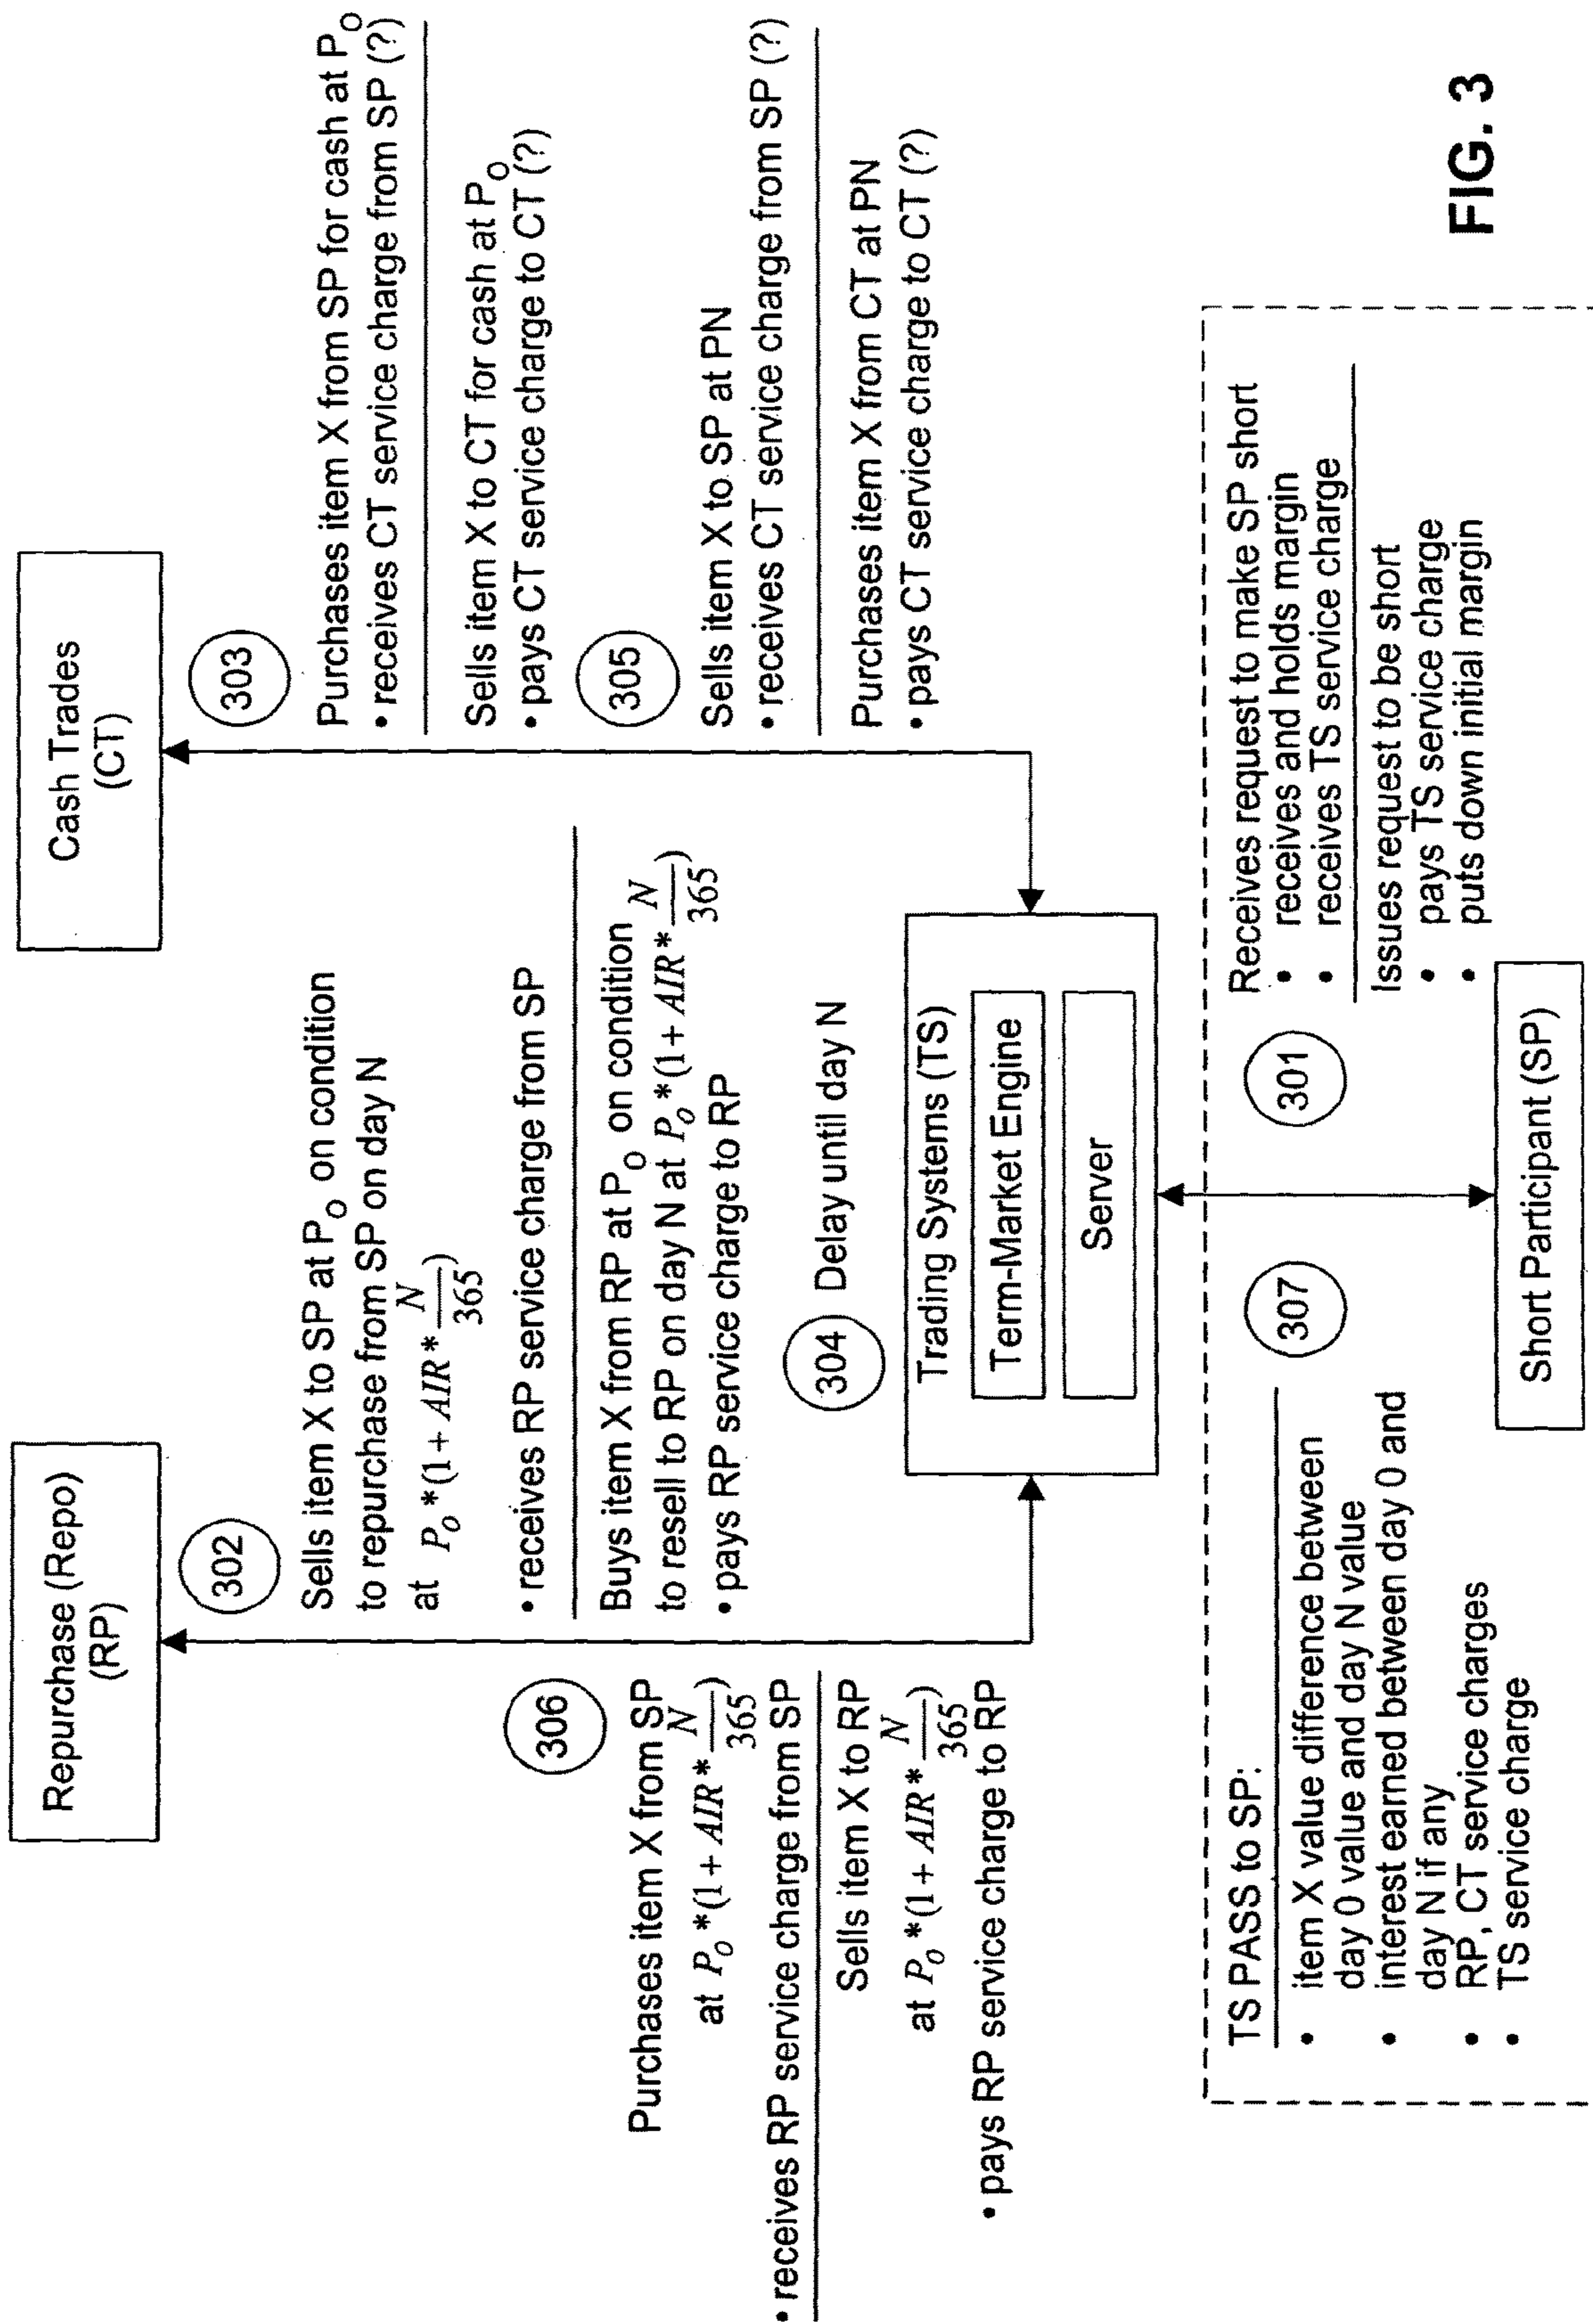 Repurchase (Repo)
(RP)
Cash Trades
(CT)
302
Sells item X to SP at P_O on condition
to repurchase from SP on day N
at P_o*(1+ AIR*N/365)
• receives RP service charge from SP
Buys item X from RP at P_O on condition
to resell to RP on day N at P_o*(1+ AIR*N/365)
• pays RP service charge to RP
303
Purchases item X from SP for cash at P_O
• receives CT service charge from SP (?)
Sells item X to CT for cash at P_O
• pays CT service charge to CT (?)
305
Sells item X to SP at PN
• receives CT service charge from SP (?)
Purchases item X from CT at PN
• pays CT service charge to CT (?)
306
Purchases item X from SP
at P_o*(1+ AIR*N/365)
• receives RP service charge from SP
Sells item X to RP
at P_o*(1+ AIR*N/365)
• pays RP service charge to RP
304 Delay until day N
Trading Systems (TS)
Term-Market Engine
Server
307
TS PASS to SP:
• item X value difference between
day 0 value and day N value
• interest earned between day 0 and
day N if any
• RP, CT service charges
• TS service charge
301
Receives request to make SP short
• receives and holds margin
• receives TS service charge
Issues request to be short
• pays TS service charge
• puts down initial margin
Short Participant (SP)
FIG. 3